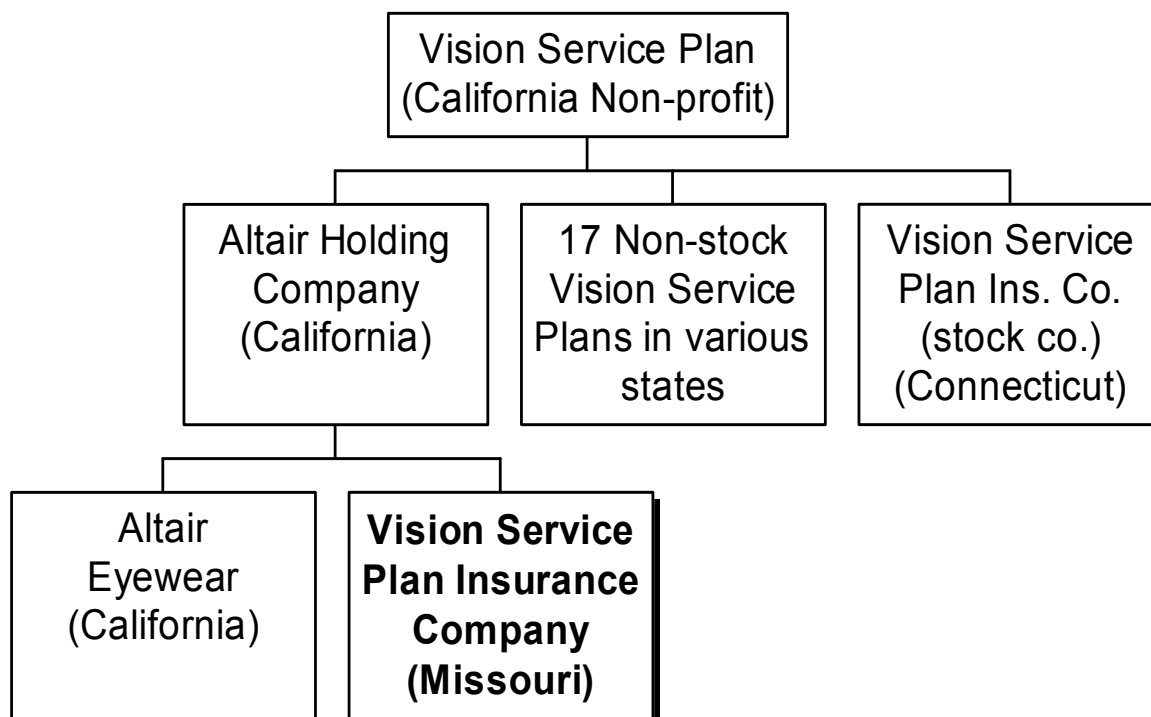 Vision Service Plan
(California Non-profit)
Altair Holding
Company
(California)
17 Non-stock
Vision Service
Plans in various
states
Vision Service
Plan Ins. Co.
(stock co.)
(Connecticut)
Altair
Eyewear
(California)
Vision Service
Plan Insurance
Company
(Missouri)